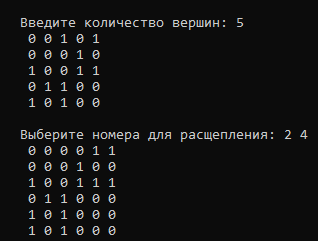 Введите количество вершин: 5
0 0 1 0 1
0 0 0 1 0
1 0 0 1 1
0 1 1 0 0
1 0 1 0 0
Выберите номера для расщепления: 2 4
0 0 0 0 1 1
0 0 0 1 0 0
1 0 0 1 1 1
0 1 1 0 0 0
1 0 1 0 0 0
1 0 1 0 0 0